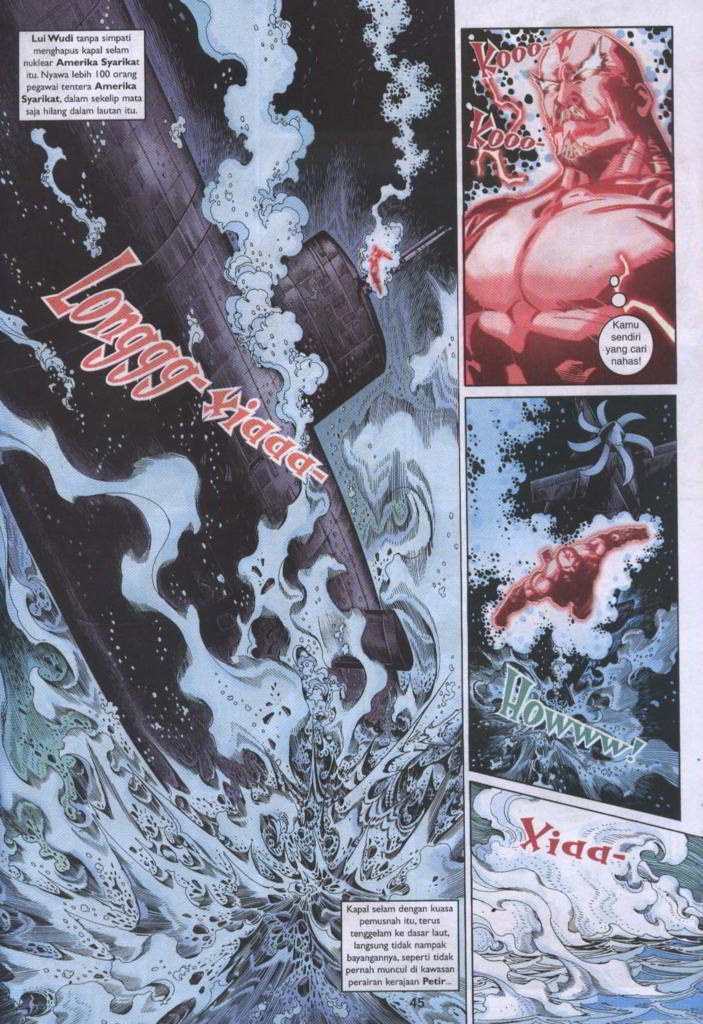 Lui Wudi tanpa simpati
menghapus kapal selam
nuklear Amerika Syarikat
itu. Nyawa lebih 100 orang
pegawai tentera Amerika
Syarikat, dalam sekelip mata
saja hilang dalam lautan itu.
Longgg-
xiaaa-
Kapal selam dengan kuasa
pemusnah itu, terus
tenggelam ke dasar laut,
langsung tidak nampak
bayangannya, seperti tidak
pernah muncul di kawasan
perairan kerajaan Petir...
45
Kooo-
Kooo-
Kamu
sendiri
yang cari
nahas!
Howww!
Xiaa-